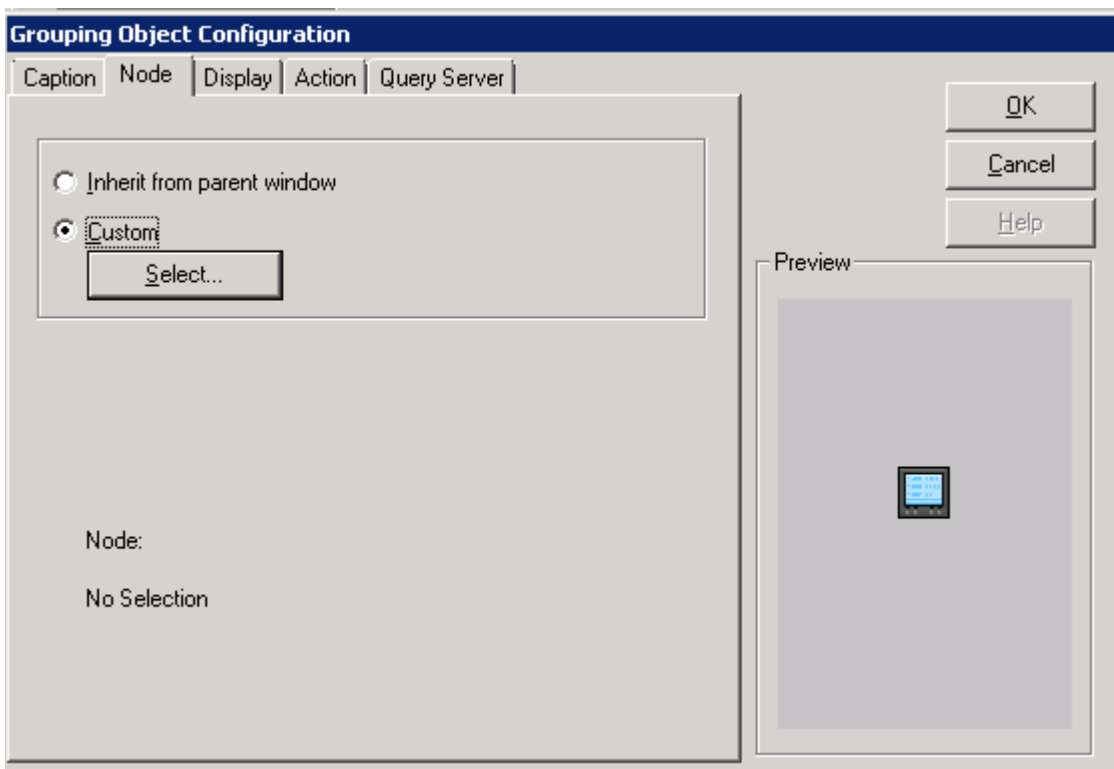 Grouping Object Configuration
Caption Node Display Action Query Server
OK
Cancel
Help
Inherit from parent window
Custom
Select...
Preview
Node:
No Selection